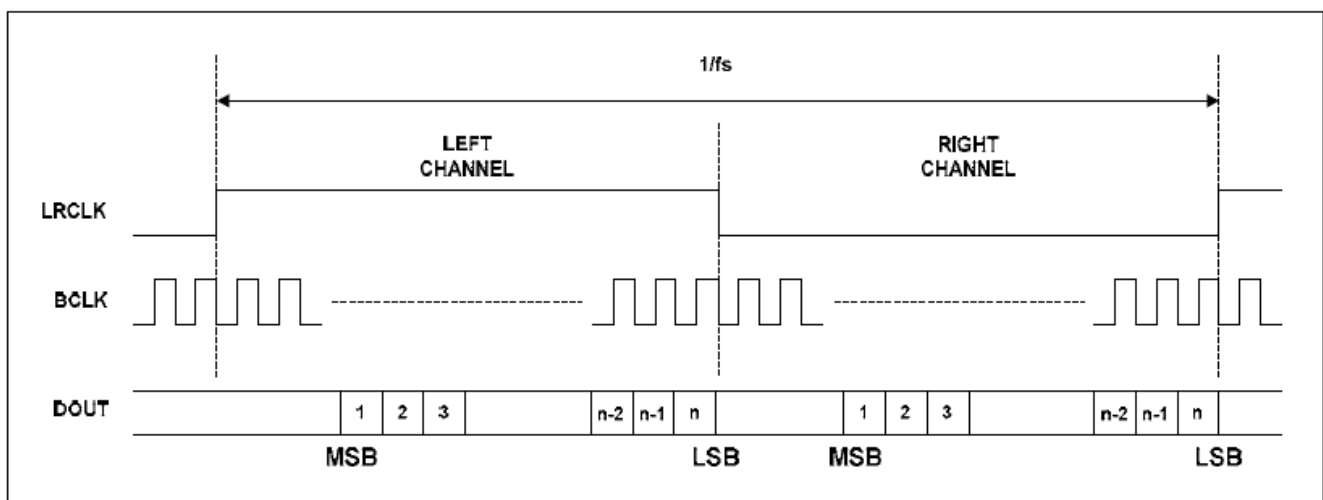 1/fs
LEFT
CHANNEL
RIGHT
CHANNEL
LRCLK
BCLK
DOUT
1 2 3 n-2 n-1 n 1 2 3 n-2 n-1 n
MSB LSB MSB LSB